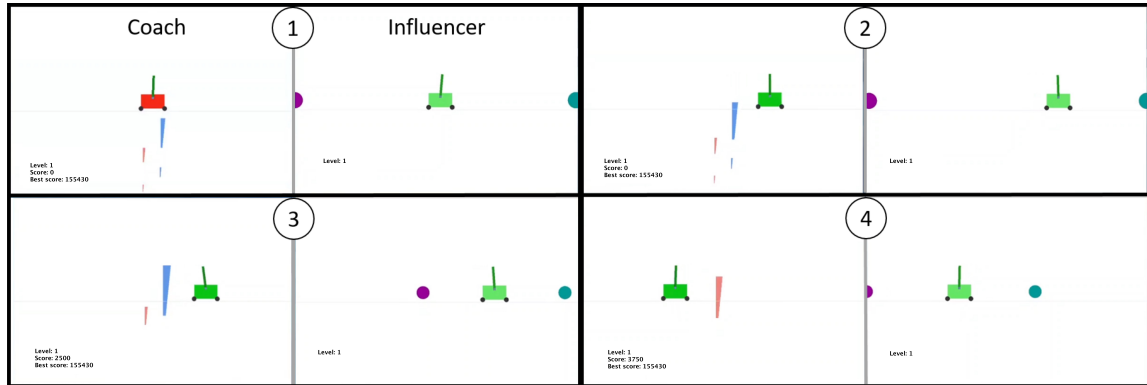 Coach
1
Influencer
Level: 1
Score: 0
Best score: 155430
Level: 1
2
Level: 1
Score: 0
Best score: 155430
Level: 1
3
Level: 1
Score: 2500
Best score: 155430
Level: 1
4
Level: 1
Score: 3750
Best score: 155430
Level: 1